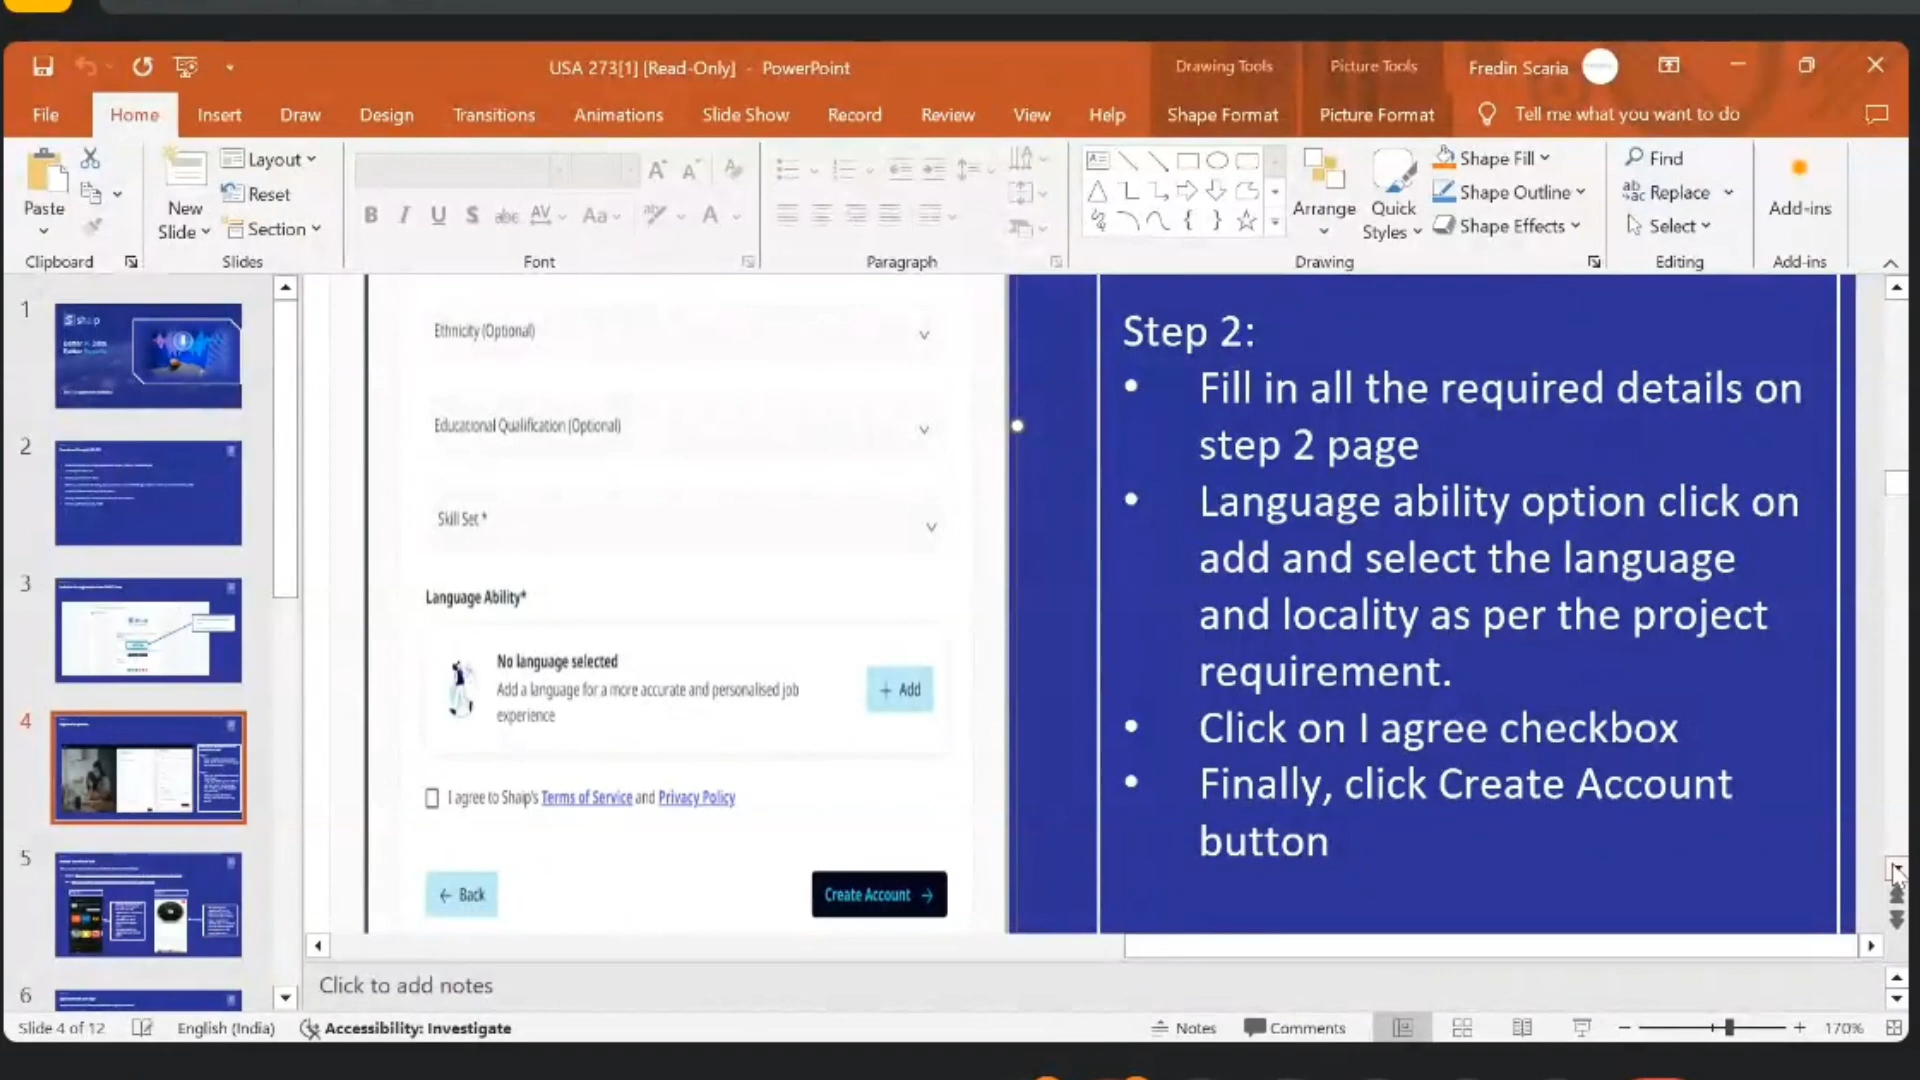 USA 273[1] [Read-Only] - PowerPoint
Drawing Tools
Picture Tools
Fredin Scaria
File
Home
Insert
Draw
Design
Transitions
Animations
Slide Show
Record
Review
View
Help
Shape Format
Picture Format
Tell me what you want to do
Paste
New
Slide
Layout
Reset
Section
Arrange
Quick
Styles
Shape Fill
Shape Outline
Shape Effects
Find
Replace
Select
Add-ins
Clipboard
Slides
Font
Paragraph
Drawing
Editing
Add-ins
1
2
3
4
5
6
Ethnicity (Optional)
Educational Qualification (Optional)
Skill Set *
Language Ability*
No language selected
Add a language for a more accurate and personalised job
experience
+ Add
I agree to Shaip's Terms of Service and Privacy Policy
← Back
Create Account →
Step 2:
• Fill in all the required details on
step 2 page
• Language ability option click on
add and select the language
and locality as per the project
requirement.
• Click on I agree checkbox
• Finally, click Create Account
button
Click to add notes
Slide 4 of 12
English (India)
Accessibility: Investigate
Notes
Comments
170%